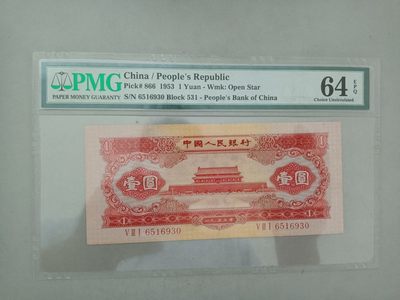 PMG
PAPER MONEY GUARANTY
China / People's Republic
Pick# 866 1953 1 Yuan - Wmk: Open Star
S/N 6516930 Block 531 - People's Bank of China
64 EPQ
Choice Uncirculated
中國人民銀行
壹圓 壹圓
V III I 6516930 V III I 6516930